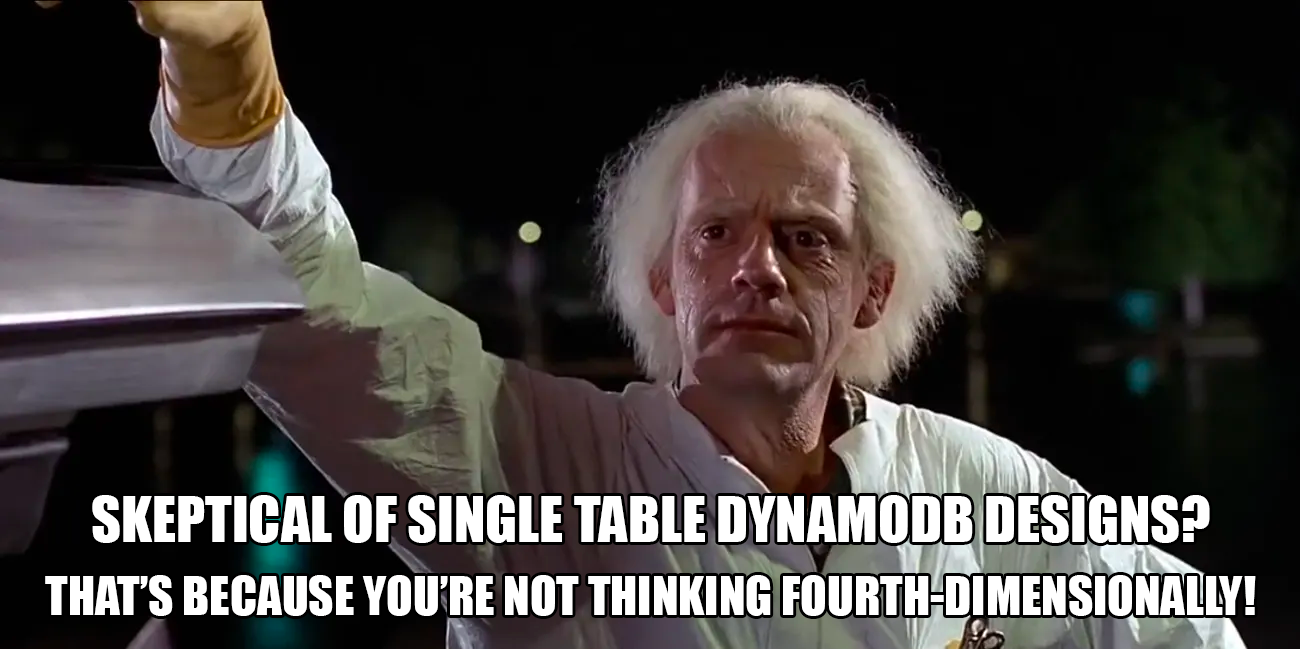 SKEPTICAL OF SINGLE TABLE DYNAMODB DESIGNS?
THAT'S BECAUSE YOU'RE NOT THINKING FOURTH-DIMENSIONALLY!